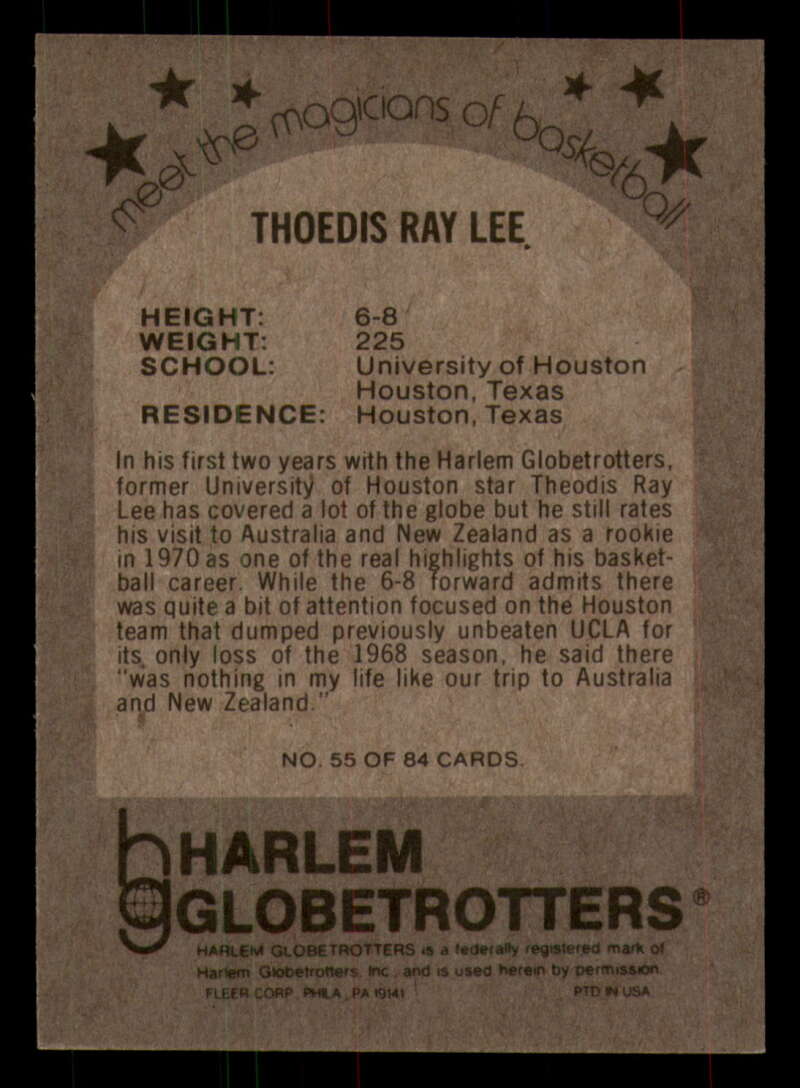 meet the magicians of basketball
THOEDIS RAY LEE
HEIGHT: 6-8
WEIGHT: 225
SCHOOL: University of Houston
Houston, Texas
RESIDENCE: Houston, Texas
In his first two years with the Harlem Globetrotters,
former University of Houston star Theodis Ray
Lee has covered a lot of the globe but he still rates
his visit to Australia and New Zealand as a rookie
in 1970 as one of the real highlights of his basket-
ball career. While the 6-8 forward admits there
was quite a bit of attention focused on the Houston
team that dumped previously unbeaten UCLA for
its only loss of the 1968 season, he said there
"was nothing in my life like our trip to Australia
and New Zealand."
NO. 55 OF 84 CARDS.
hg HARLEM
GLOBETROTTERS®
HARLEM GLOBETROTTERS is a federally registered mark of
Harlem Globetrotters, Inc., and is used herein by permission.
FLEER CORP. PHILA., PA 19141 PTD IN USA